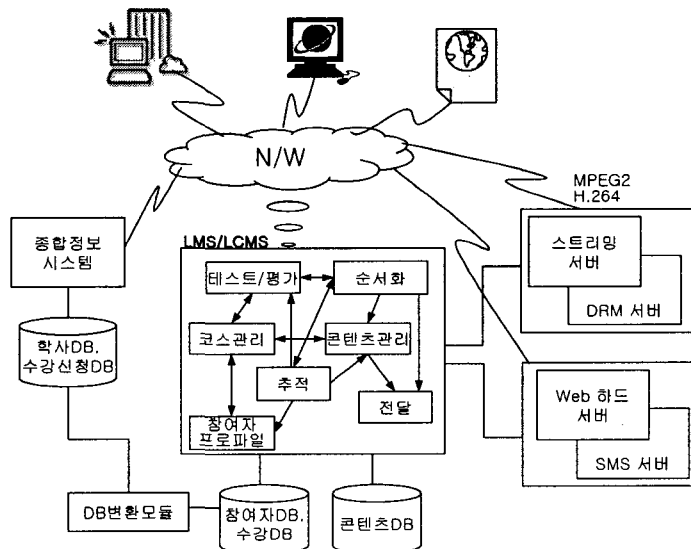 N/W
MPEG2
H.264
종합정보
시스템
LMS/LCMS
스트리밍
서버
DRM 서버
테스트/평가
순서화
코스관리
콘텐츠관리
추적
전달
참여자
프로파일
학사DB,
수강신청DB
Web 하드
서버
SMS 서버
DB변환모듈
참여자DB,
수강DB
콘텐츠DB